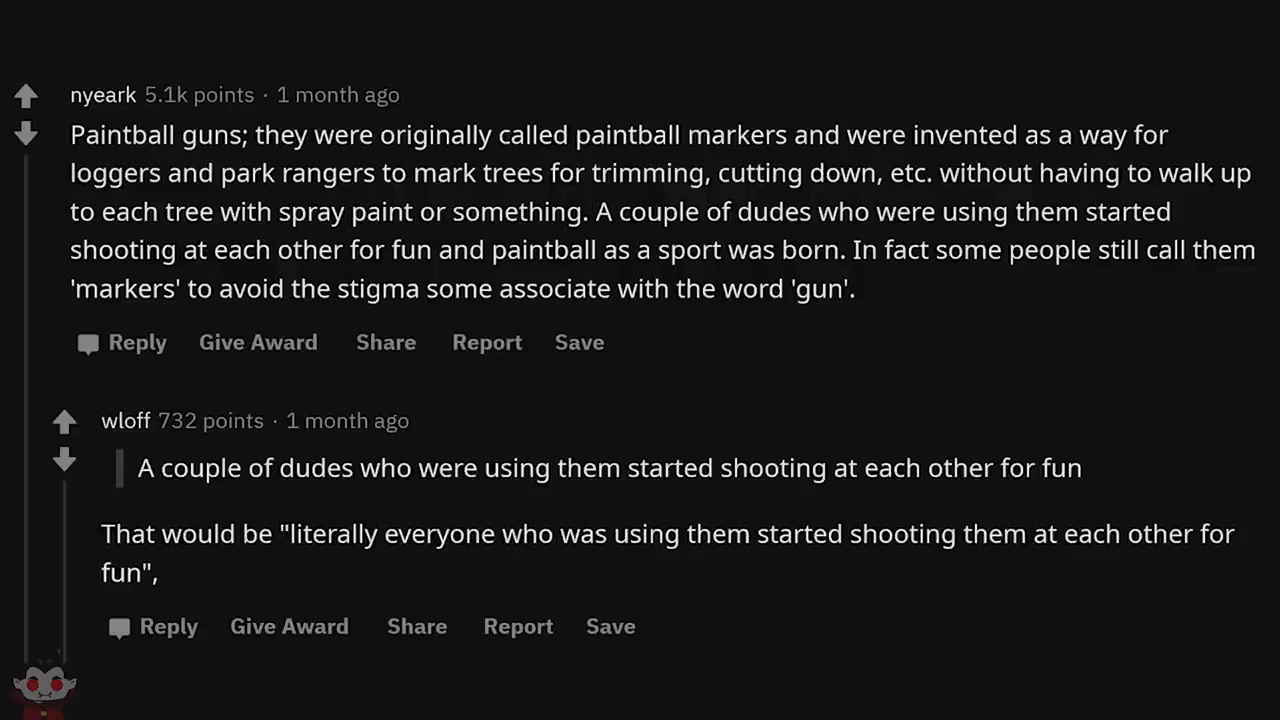 nyeark 5.1k points · 1 month ago
Paintball guns; they were originally called paintball markers and were invented as a way for
loggers and park rangers to mark trees for trimming, cutting down, etc. without having to walk up
to each tree with spray paint or something. A couple of dudes who were using them started
shooting at each other for fun and paintball as a sport was born. In fact some people still call them
'markers' to avoid the stigma some associate with the word 'gun'.
Reply Give Award Share Report Save
wloff 732 points · 1 month ago
A couple of dudes who were using them started shooting at each other for fun
That would be "literally everyone who was using them started shooting them at each other for
fun",
Reply Give Award Share Report Save